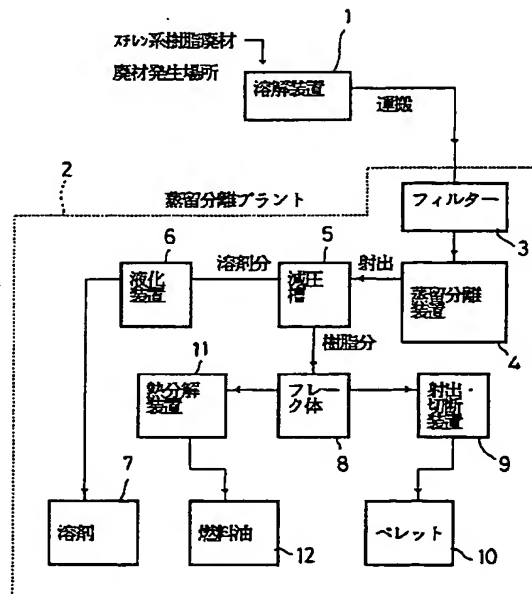 スチレン系樹脂廃材
廃材発生場所
1
溶解装置
運搬
2
蒸留分離プラント
フィルター
3
6
溶剤分
5
射出
液化
装置
減圧
槽
蒸留分離
装置
4
樹脂分
11
熱分解
装置
フレー
ク体
8
射出・
切断装置
9
7
溶剤
燃料油
12
ペレット
10